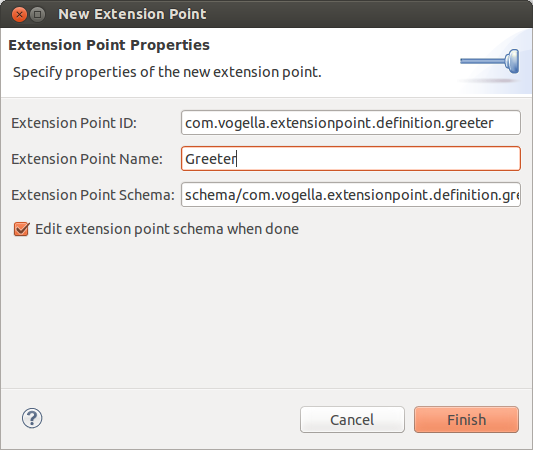 New Extension Point
Extension Point Properties
Specify properties of the new extension point.
Extension Point ID: com.vogella.extensionpoint.definition.greeter
Extension Point Name: Greeter
Extension Point Schema: schema/com.vogella.extensionpoint.definition.gre
Edit extension point schema when done
?
Cancel Finish